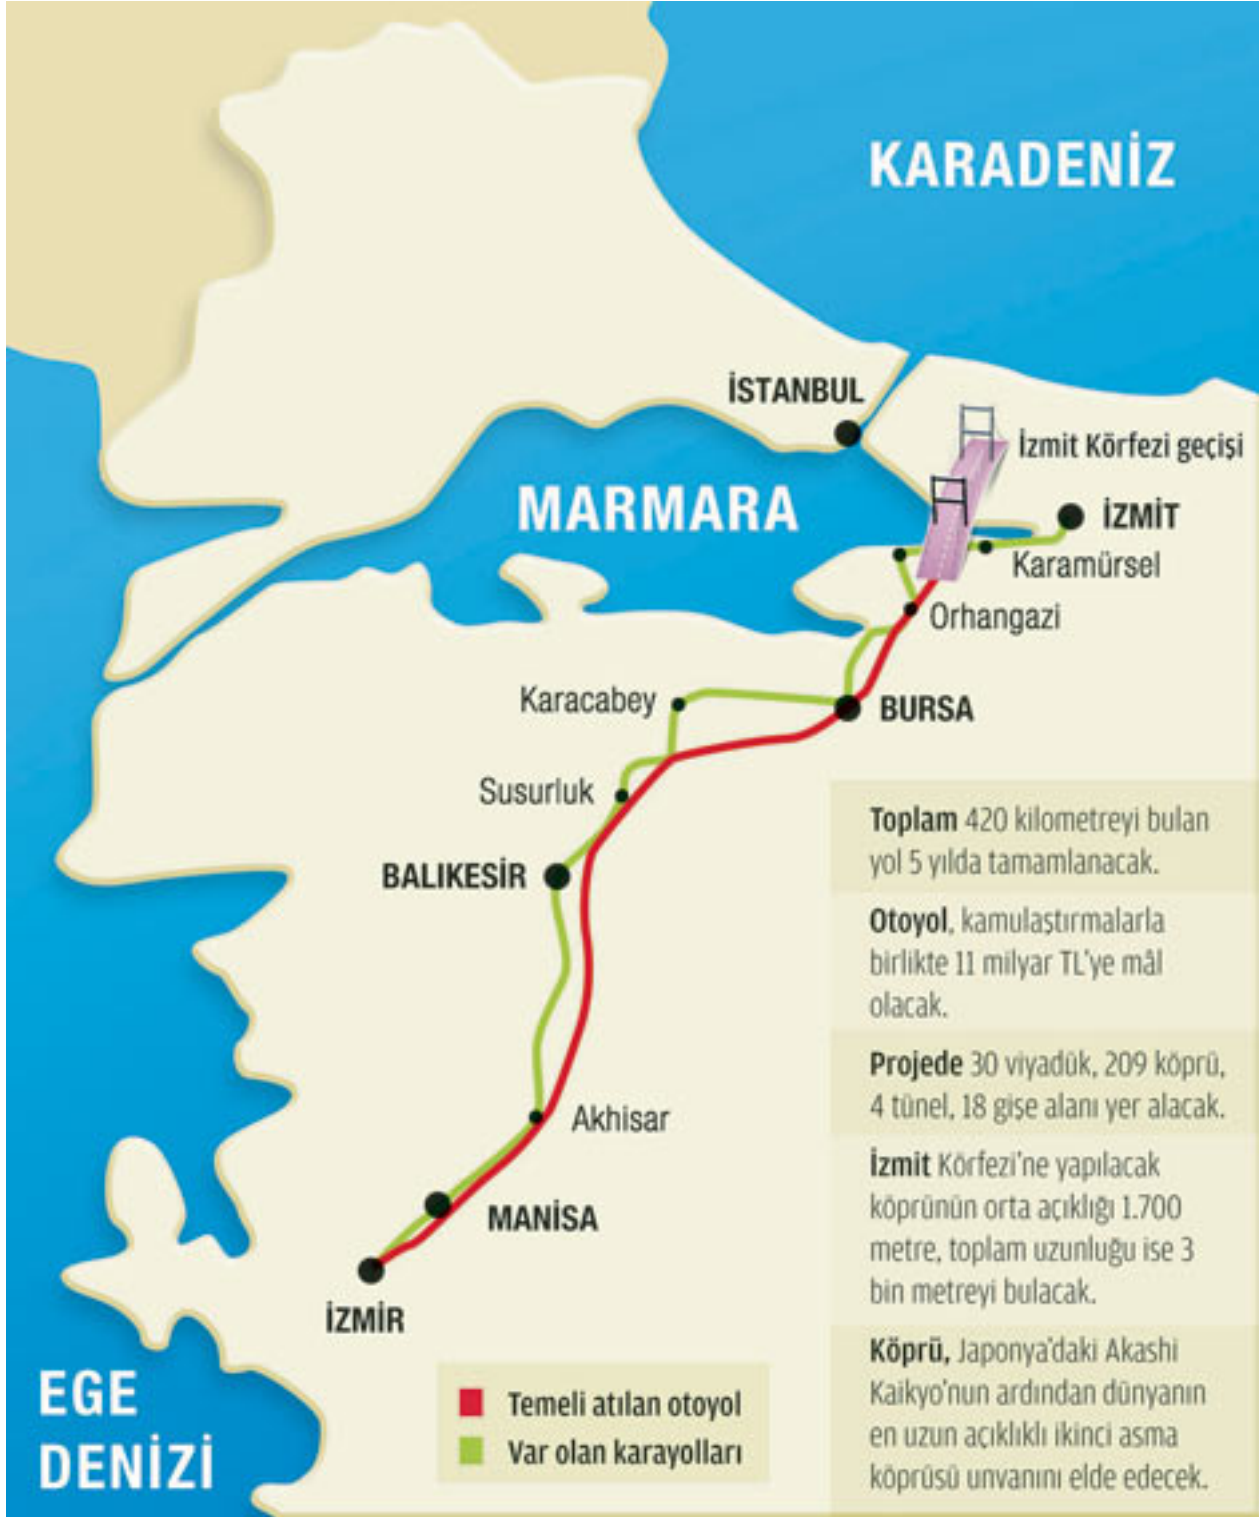 KARADENİZ
İSTANBUL
İzmit Körfezi geçişi
MARMARA
İZMİT
Karamürsel
Orhangazi
Karacabey
BURSA
Susurluk
BALIKESİR
Akhisar
MANİSA
İZMİR
EGE
DENİZİ
Temeli atılan otoyol
Var olan karayolları
Toplam 420 kilometreyi bulan
yol 5 yılda tamamlanacak.
Otoyol, kamulaştırmalarla
birlikte 11 milyar TL'ye mâl
olacak.
Projede 30 viyadük, 209 köprü,
4 tünel, 18 gişe alanı yer alacak.
İzmit Körfezi'ne yapılacak
köprünün orta açıklığı 1.700
metre, toplam uzunluğu ise 3
bin metreyi bulacak.
Köprü, Japonya'daki Akashi
Kaikyo'nun ardından dünyanın
en uzun açıklıklı ikinci asma
köprüsü unvanını elde edecek.